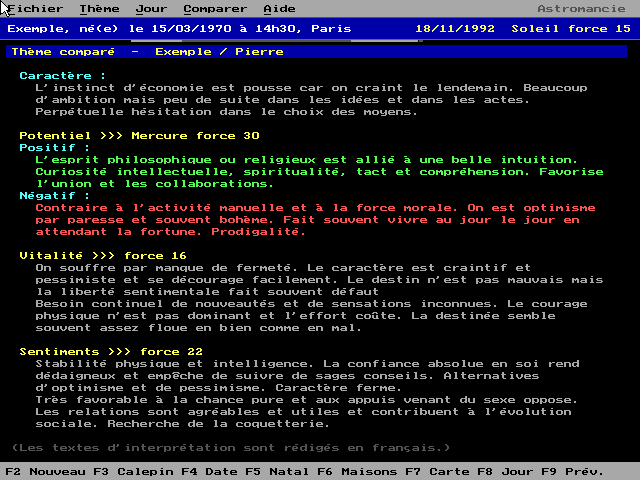 Fichier Thème Jour Comparer Aide Astromancie
Exemple, né(e) le 15/03/1970 à 14h30, Paris 18/11/1992 Soleil force 15
Thème comparé - Exemple / Pierre
Caractère :
L'instinct d'économie est pousse car on craint le lendemain. Beaucoup
d'ambition mais peu de suite dans les idées et dans les actes.
Perpétuelle hésitation dans le choix des moyens.
Potentiel >>> Mercure force 30
Positif :
L'esprit philosophique ou religieux est allié à une belle intuition.
Curiosité intellectuelle, spiritualité, tact et compréhension. Favorise
l'union et les collaborations.
Négatif :
Contraire à l'activité manuelle et à la force morale. On est optimisme
par paresse et souvent bohème. Fait souvent vivre au jour le jour en
attendant la fortune. Prodigalité.
Vitalité >>> force 16
On souffre par manque de fermeté. Le caractère est craintif et
pessimiste et se décourage facilement. Le destin n'est pas mauvais mais
la liberté sentimentale fait souvent défaut
Besoin continuel de nouveautés et de sensations inconnues. Le courage
physique n'est pas dominant et l'effort coûte. La destinée semble
souvent assez floue en bien comme en mal.
Sentiments >>> force 22
Stabilité physique et intelligence. La confiance absolue en soi rend
dédaigneux et empêche de suivre de sages conseils. Alternatives
d'optimisme et de pessimisme. Caractère ferme.
Très favorable à la chance pure et aux appuis venant du sexe oppose.
Les relations sont agréables et utiles et contribuent à l'évolution
sociale. Recherche de la coquetterie.
(Les textes d'interprétation sont rédigés en français.)
F2 Nouveau F3 Calepin F4 Date F5 Natal F6 Maisons F7 Carte F8 Jour F9 Prév.